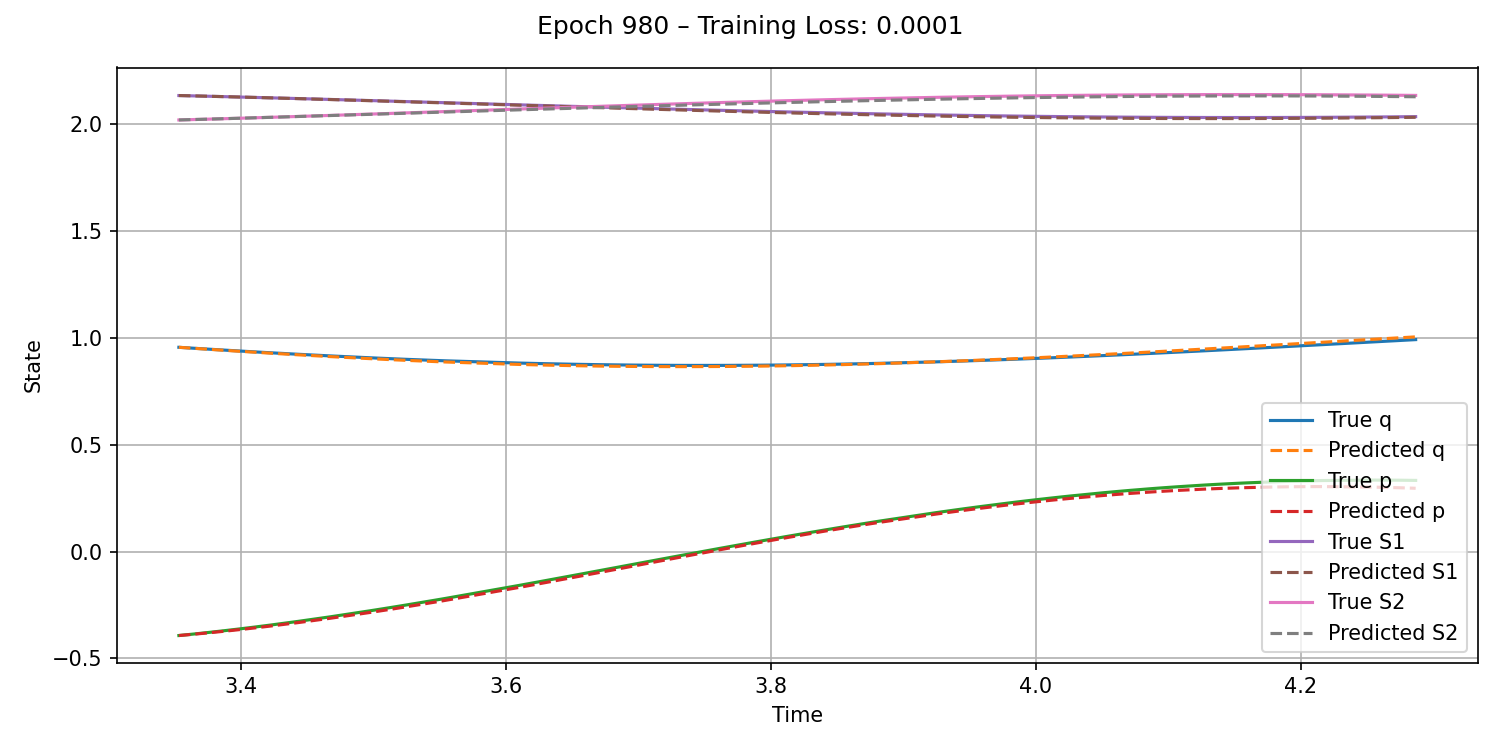 Epoch 980 – Training Loss: 0.0001
State
2.0
1.5
1.0
0.5
0.0
−0.5
True q
Predicted q
True p
Predicted p
True S1
Predicted S1
True S2
Predicted S2
3.4 3.6 3.8 4.0 4.2
Time